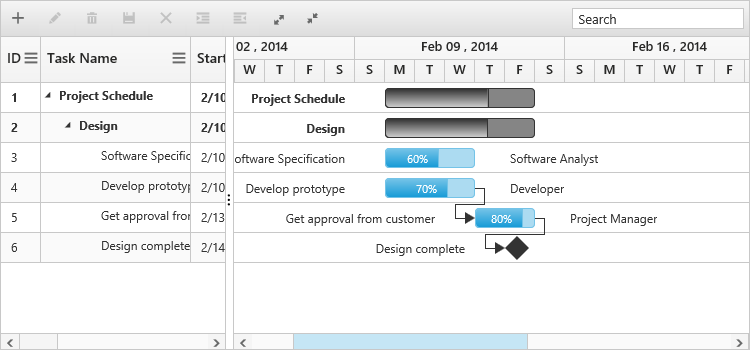 Search
ID Task Name Start
02 , 2014 Feb 09 , 2014 Feb 16 , 2014
W T F S S M T W T F S S M T W T F
1 Project Schedule 2/10 Project Schedule
2 Design 2/10 Design
3 Software Specific 2/10 oftware Specification 60% Software Analyst
4 Develop prototyp 2/10 Develop prototype 70% Developer
5 Get approval fror 2/13 Get approval from customer 80% Project Manager
6 Design complete 2/14 Design complete